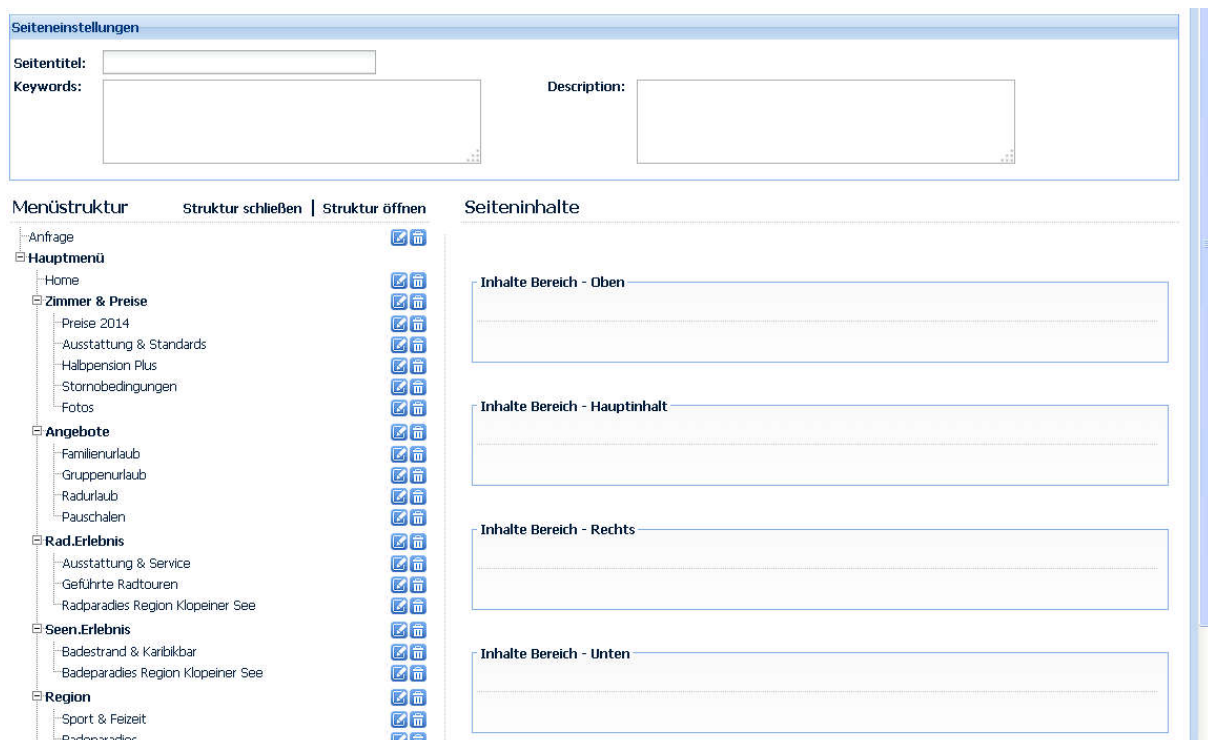 Seiteneinstellungen
Seitentitel:
Keywords:
Description:
Menüstruktur
Struktur schließen | Struktur öffnen
Anfrage
Hauptmenü
Home
Zimmer & Preise
Preise 2014
Ausstattung & Standards
Halbpension Plus
Stornobedingungen
Fotos
Angebote
Familienurlaub
Gruppenurlaub
Radurlaub
Pauschalen
Rad.Erlebnis
Ausstattung & Service
Geführte Radtouren
Radparadies Region Klopeiner See
Seen.Erlebnis
Badestrand & Karibikbar
Badeparadies Region Klopeiner See
Region
Sport & Feizeit
Badeparadies
Seiteninhalte
Inhalte Bereich - Oben
Inhalte Bereich - Hauptinhalt
Inhalte Bereich - Rechts
Inhalte Bereich - Unten